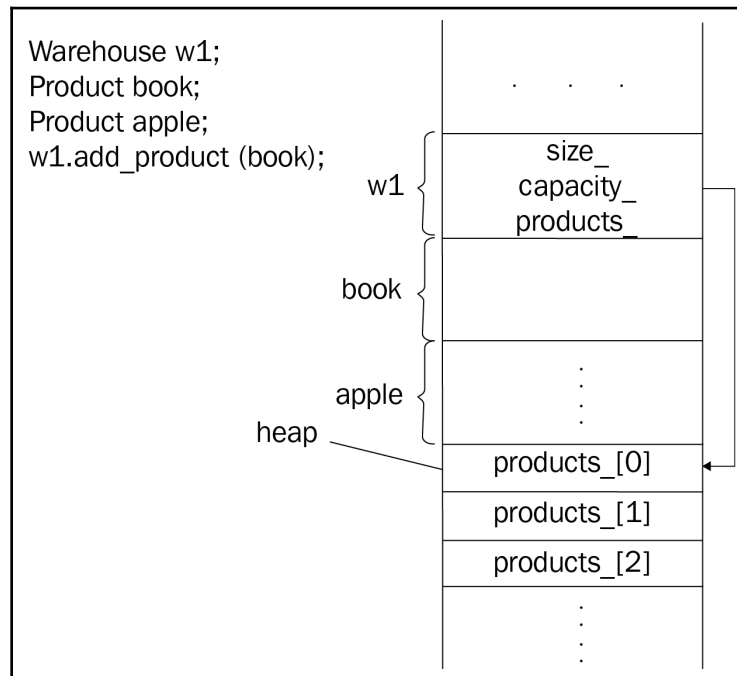 Warehouse w1;
Product book;
Product apple;
w1.add_product (book);
. . .
w1
size_
capacity_
products_
book
apple
heap
products_[0]
products_[1]
products_[2]